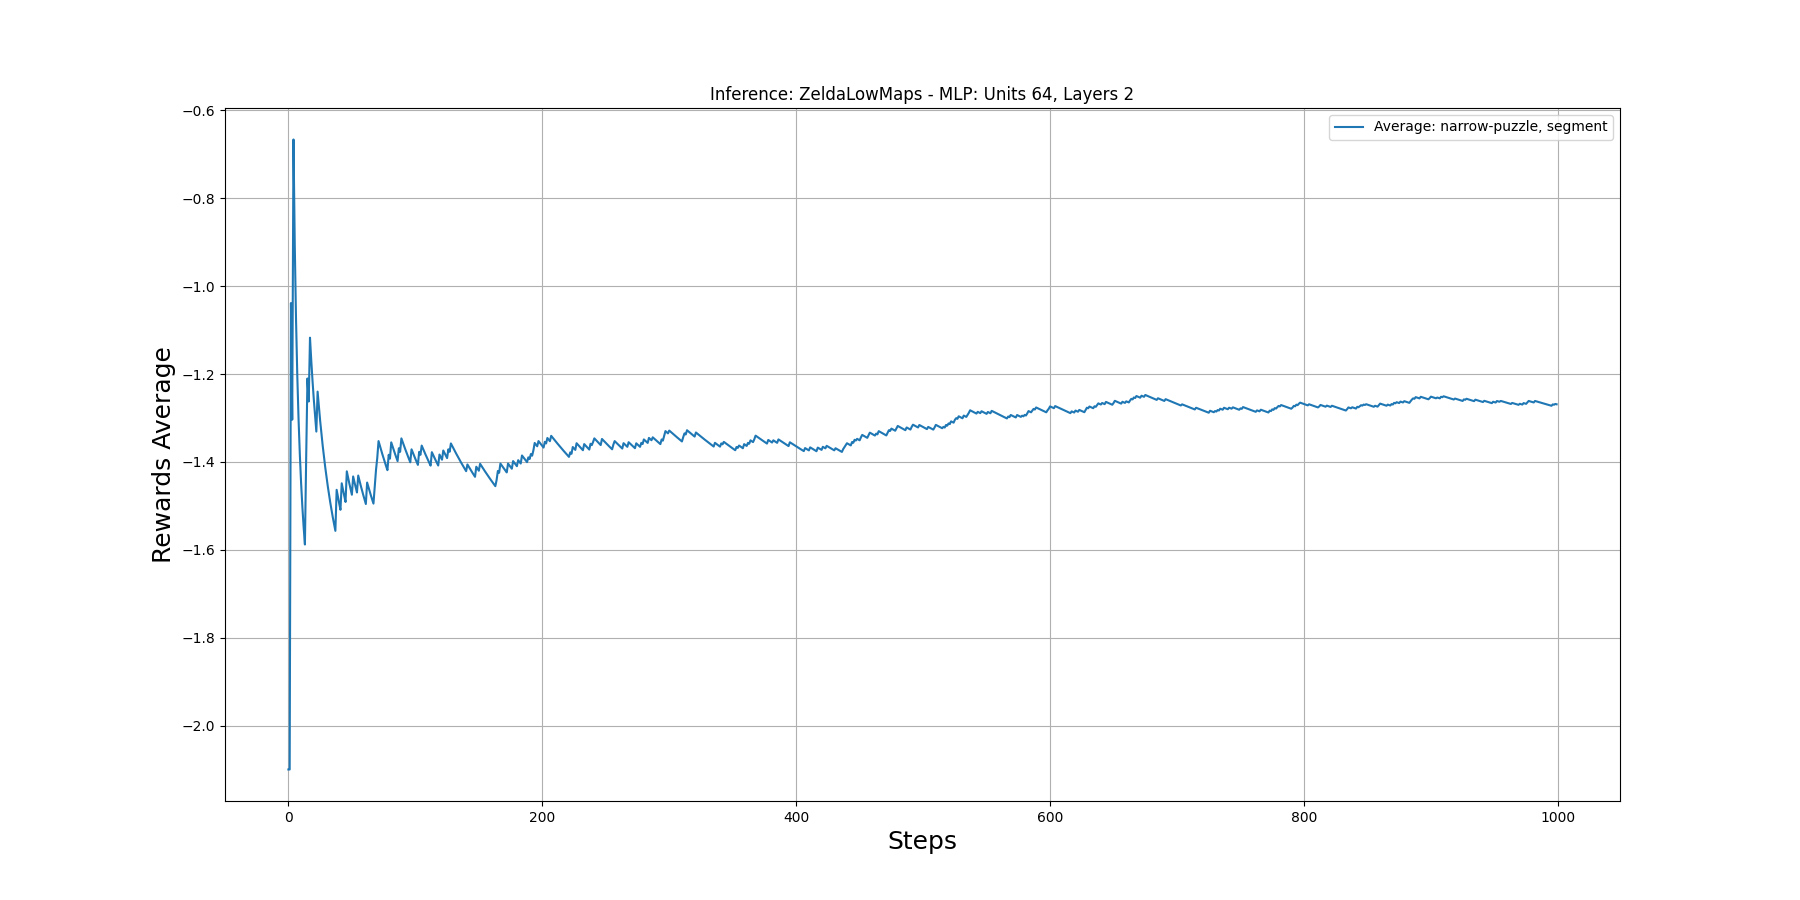 Inference: ZeldaLowMaps - MLP: Units 64, Layers 2
Average: narrow-puzzle, segment
Rewards Average
−0.6
−0.8
−1.0
−1.2
−1.4
−1.6
−1.8
−2.0
0 200 400 600 800 1000
Steps